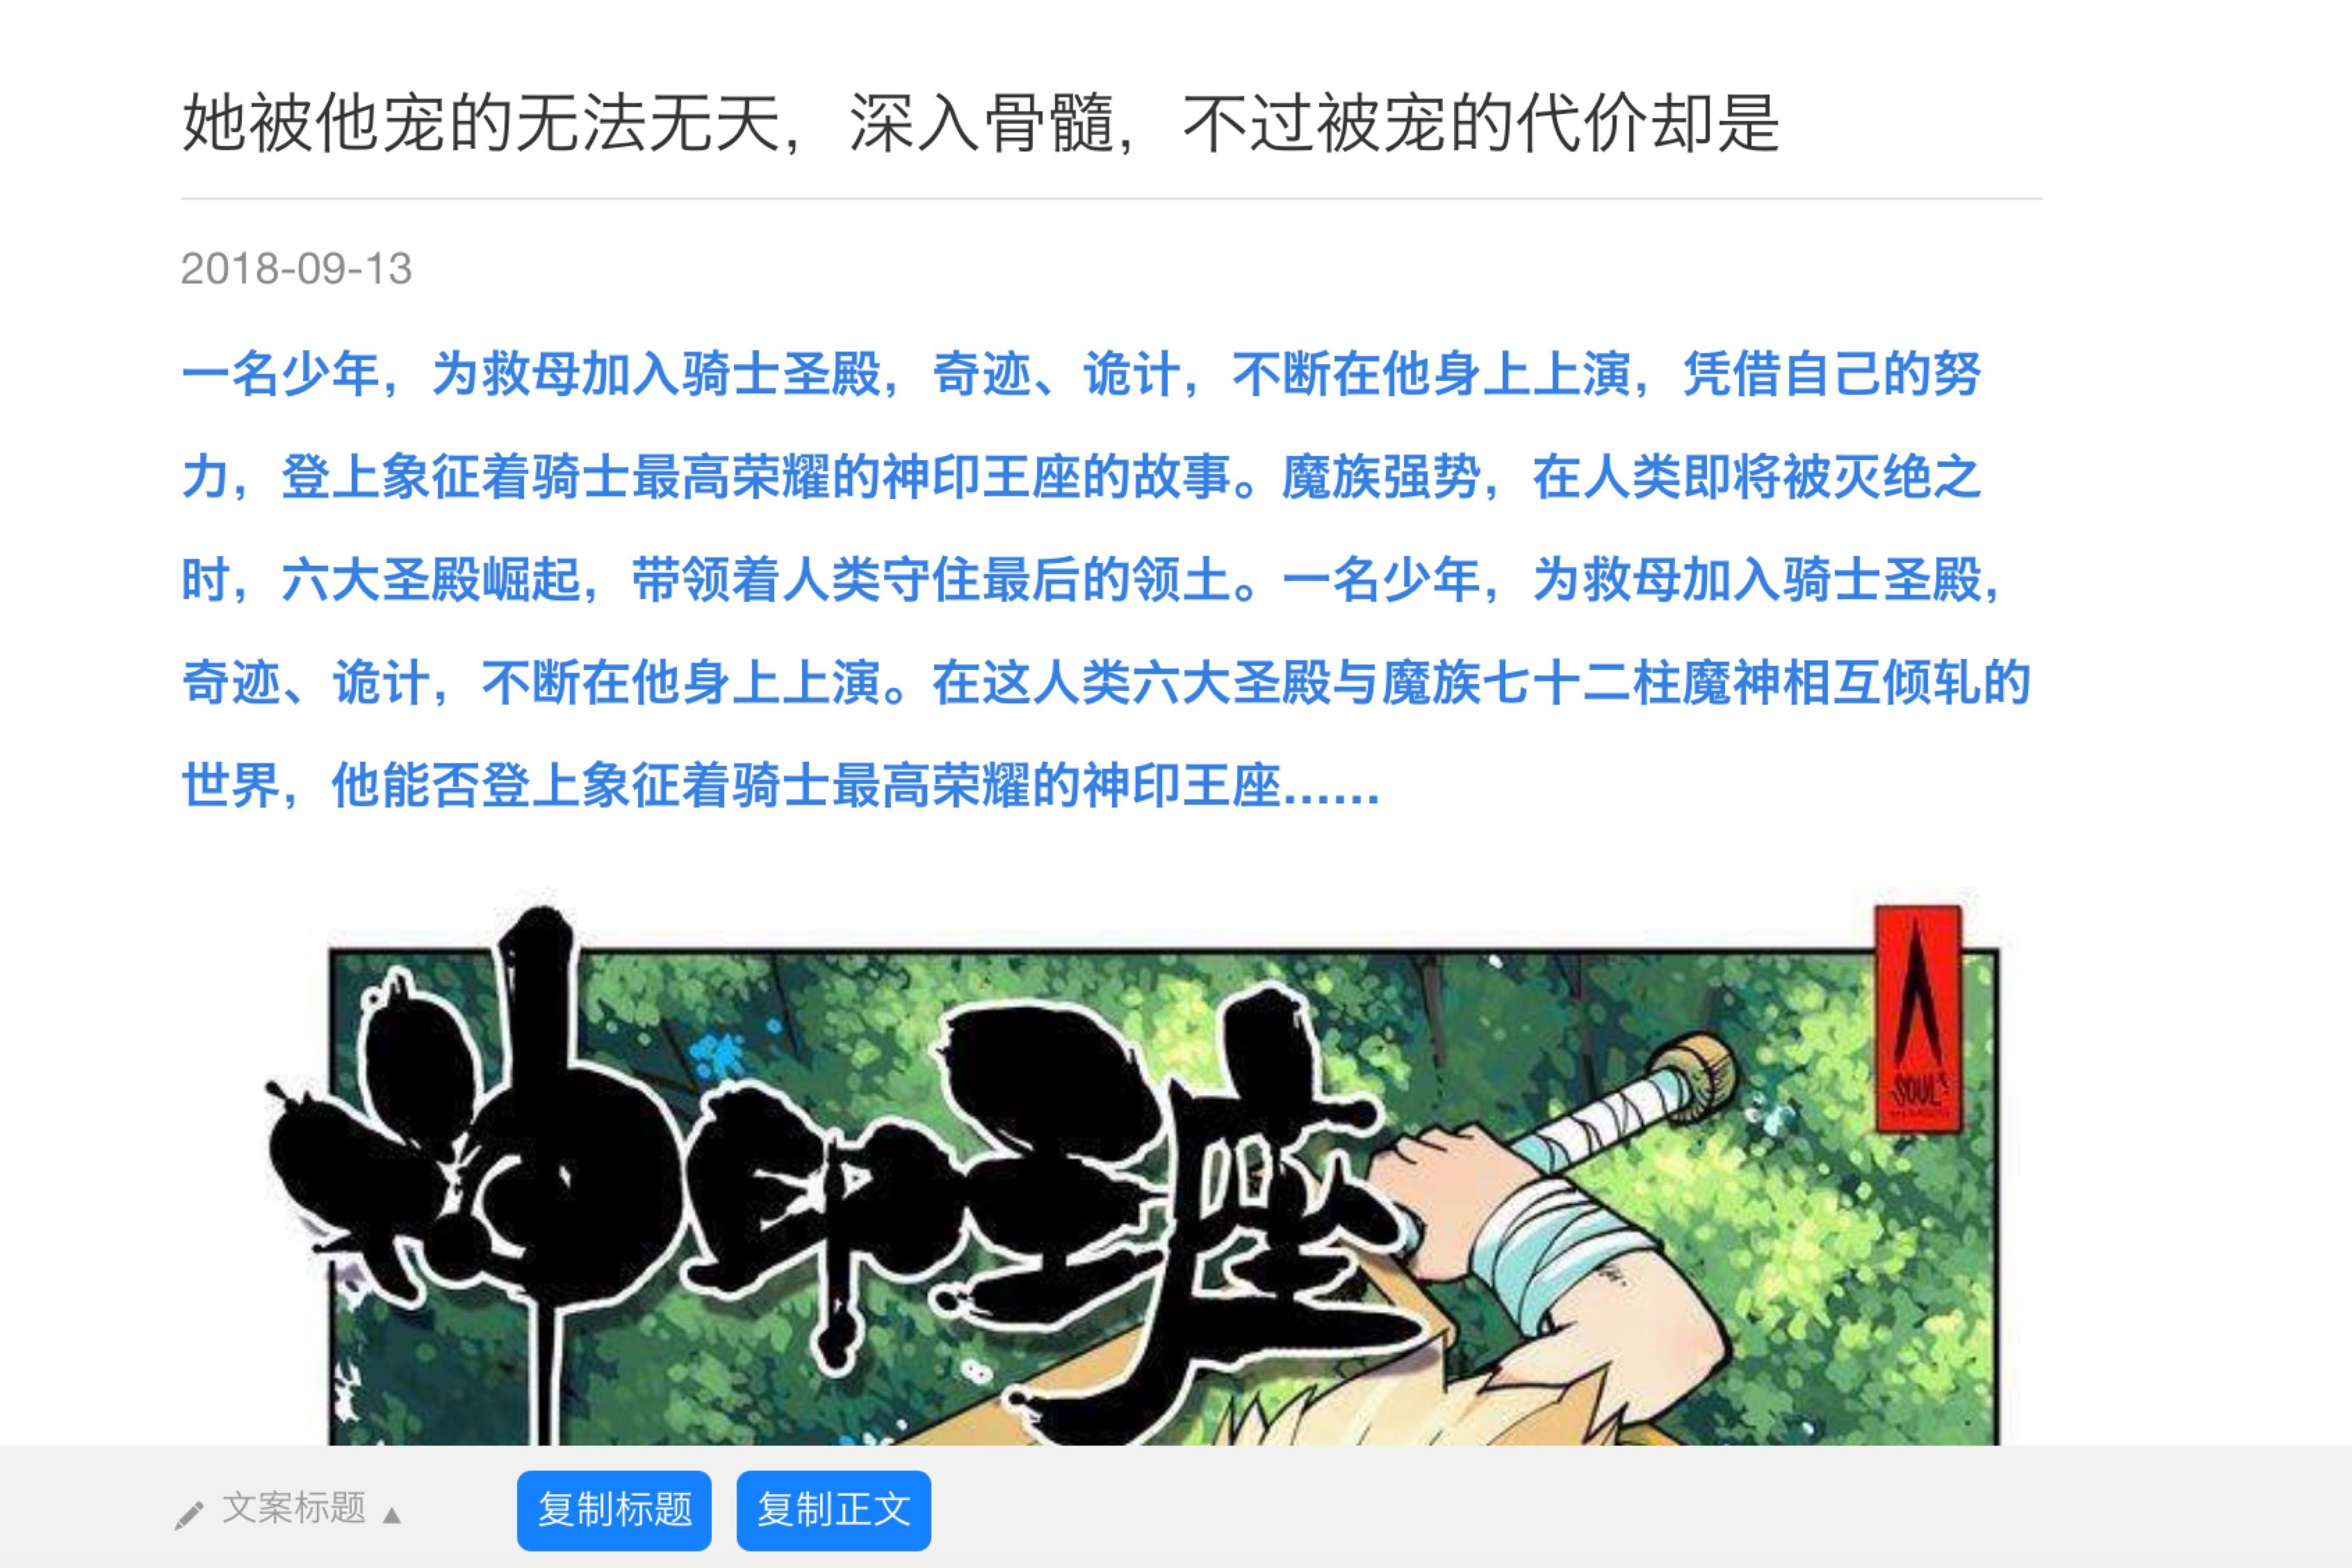 她被他宠的无法无天，深入骨髓，不过被宠的代价却是
2018-09-13
一名少年，为救母加入骑士圣殿，奇迹、诡计，不断在他身上上演，凭借自己的努
力，登上象征着骑士最高荣耀的神印王座的故事。魔族强势，在人类即将被灭绝之
时，六大圣殿崛起，带领着人类守住最后的领土。一名少年，为救母加入骑士圣殿，
奇迹、诡计，不断在他身上上演。在这人类六大圣殿与魔族七十二柱魔神相互倾轧的
世界，他能否登上象征着骑士最高荣耀的神印王座......
神印王座
SOUL
文案标题 ▲
复制标题
复制正文